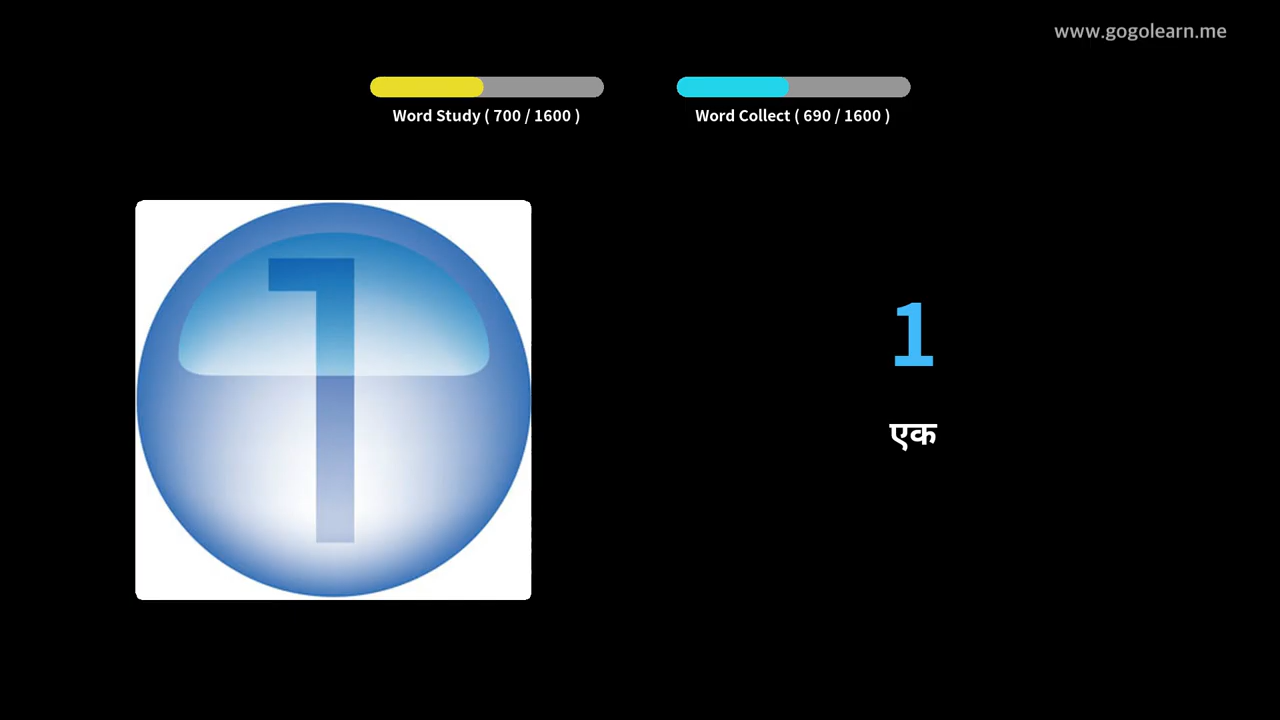 www.gogolearn.me
Word Study ( 700 / 1600 )
Word Collect ( 690 / 1600 )
1
1
एक